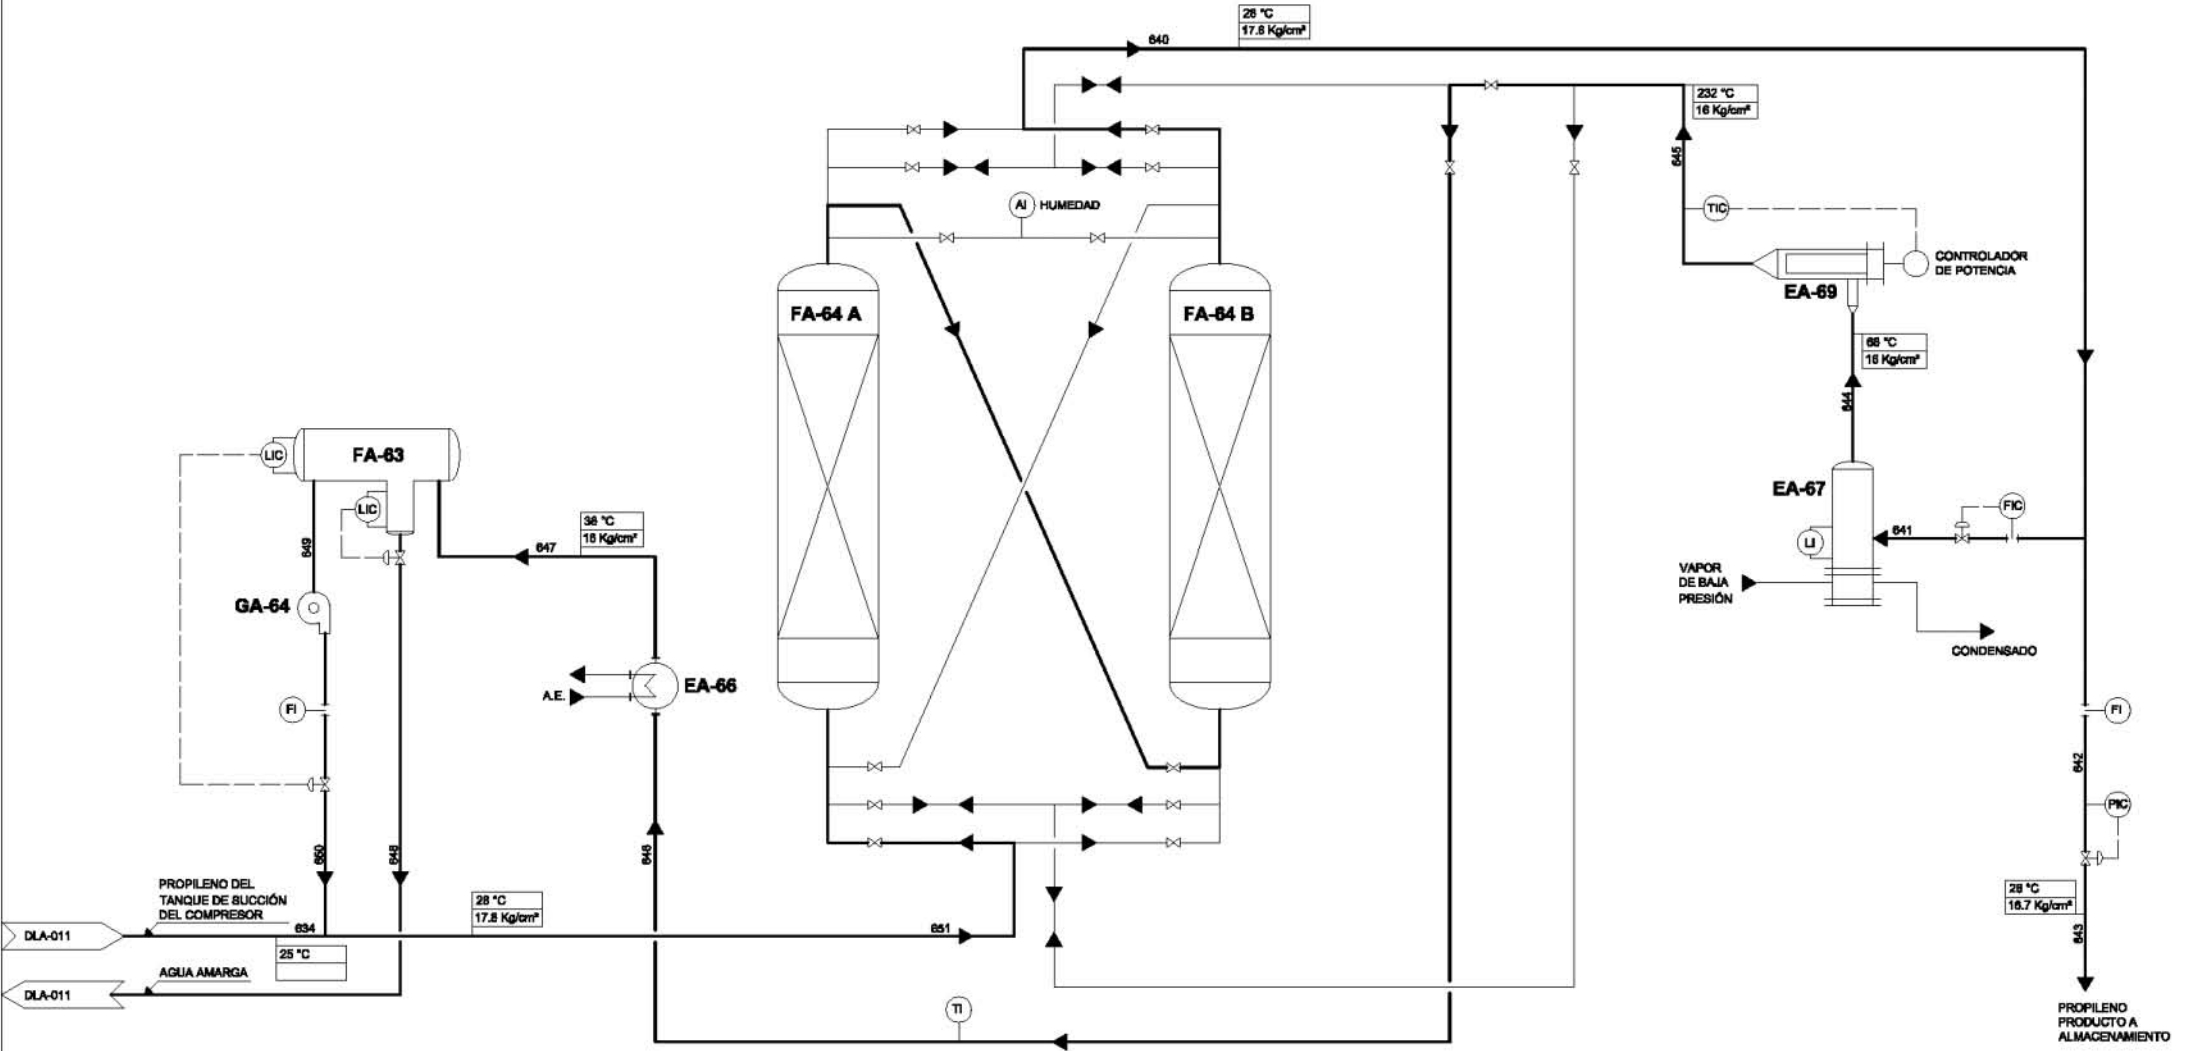 28 °C
17.8 Kg/cm²
640
232 °C
16 Kg/cm²
645
TIC
CONTROLADOR
DE POTENCIA
EA-69
AI
HUMEDAD
FA-64 A
FA-64 B
68 °C
16 Kg/cm²
644
LIC
FA-63
LIC
EA-67
FIC
641
LI
649
38 °C
16 Kg/cm²
647
VAPOR
DE BAJA
PRESIÓN
GA-64
CONDENSADO
A.E.
EA-66
FI
FI
642
PIC
650
648
646
PROPILENO DEL
TANQUE DE SUCCIÓN
DEL COMPRESOR
28 °C
17.8 Kg/cm²
28 °C
16.7 Kg/cm²
DLA-011
634
651
643
25 °C
AGUA AMARGA
DLA-011
TI
PROPILENO
PRODUCTO A
ALMACENAMIENTO